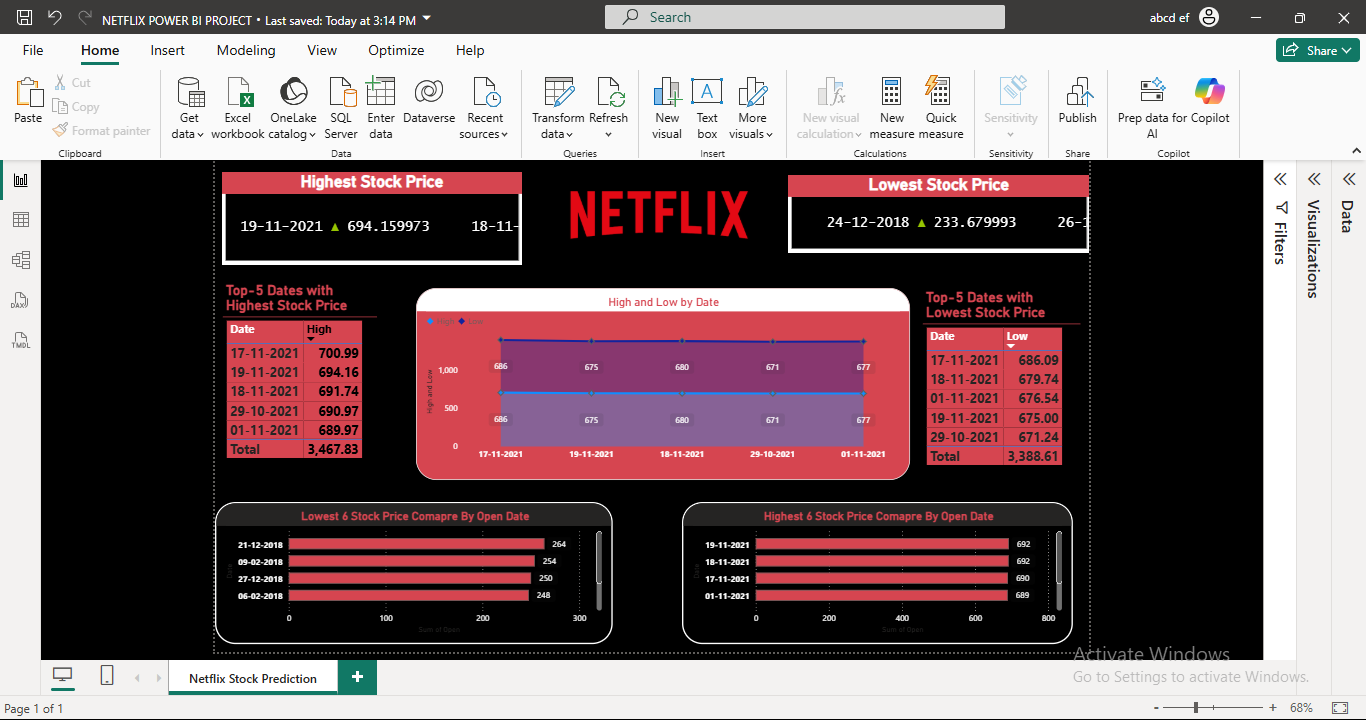 NETFLIX POWER BI PROJECT • Last saved: Today at 3:14 PM
Search
abcd ef
File Home Insert Modeling View Optimize Help
Share
Paste
Cut
Copy
Format painter
Clipboard
Get data
Excel workbook
OneLake catalog
SQL Server
Enter data
Dataverse
Recent sources
Data
Transform data
Refresh
Queries
New visual
Text box
More visuals
Insert
New visual calculation
New measure
Quick measure
Calculations
Sensitivity
Sensitivity
Publish
Share
Prep data for AI
Copilot
Copilot
DAX
TMDL
Highest Stock Price
19-11-2021 ▲ 694.159973 18-11-
NETFLIX
Lowest Stock Price
24-12-2018 ▲ 233.679993 26-1
Top-5 Dates with
Highest Stock Price
Date High
17-11-2021 700.99
19-11-2021 694.16
18-11-2021 691.74
29-10-2021 690.97
01-11-2021 689.97
Total 3,467.83
High and Low by Date
High Low
High and Low
1,000
500
0
686 675 680 671 677
686 675 680 671 677
17-11-2021 19-11-2021 18-11-2021 29-10-2021 01-11-2021
Top-5 Dates with
Lowest Stock Price
Date Low
17-11-2021 686.09
18-11-2021 679.74
01-11-2021 676.54
19-11-2021 675.00
29-10-2021 671.24
Total 3,388.61
Lowest 6 Stock Price Comapre By Open Date
Date
21-12-2018 264
09-02-2018 254
27-12-2018 250
06-02-2018 248
0 100 200 300
Sum of Open
Highest 6 Stock Price Comapre By Open Date
Date
19-11-2021 692
18-11-2021 692
17-11-2021 690
01-11-2021 689
0 200 400 600 800
Sum of Open
Filters
Visualizations
Data
Activate Windows
Go to Settings to activate Windows.
Netflix Stock Prediction
+
Page 1 of 1
- + 68%